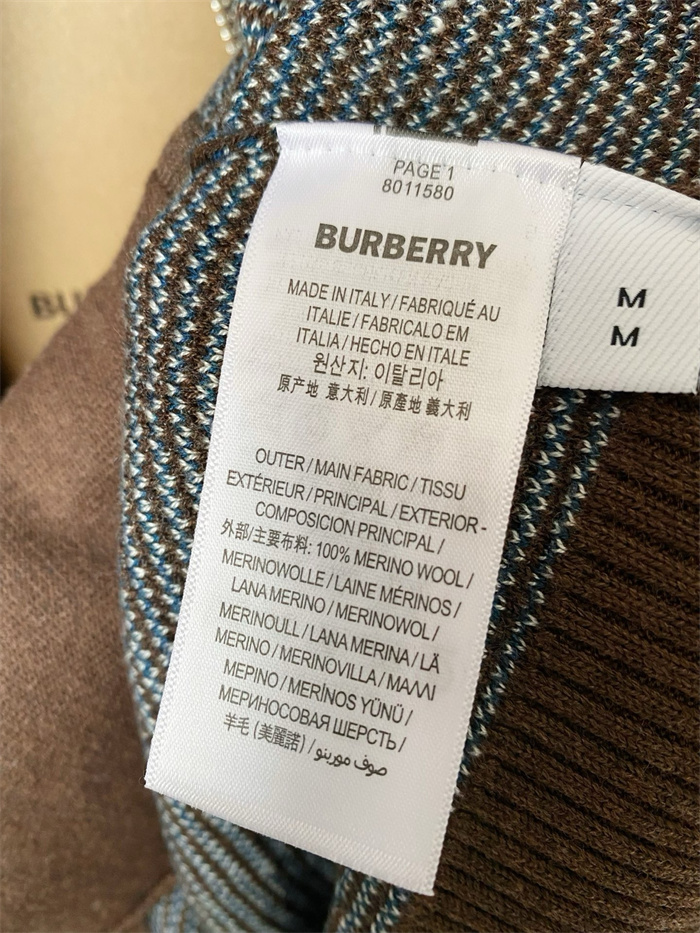 PAGE 1
8011580
BURBERRY
MADE IN ITALY / FABRIQUÉ AU
ITALIE / FABRICALO EM
ITALIA / HECHO EN ITALE
원산지: 이탈리아
原产地 意大利 / 原產地 義大利
OUTER / MAIN FABRIC / TISSU
EXTÉRIEUR / PRINCIPAL / EXTERIOR -
COMPOSICION PRINCIPAL /
外部/主要布料: 100% MERINO WOOL /
MERINOWOLLE / LAINE MÉRINOS /
LANA MERINO / MERINOWOL /
MERINOULL / LANA MERINA / LÃ
MERINO / MERINOVILLA / ΜΑΛΛΙ
ΜΕΡΙΝΟ / MERİNOS YÜNÜ /
МЕРИНОСОВАЯ ШЕРСТЬ /
羊毛 (美麗諾) / صوف مورينو
M
M
BU